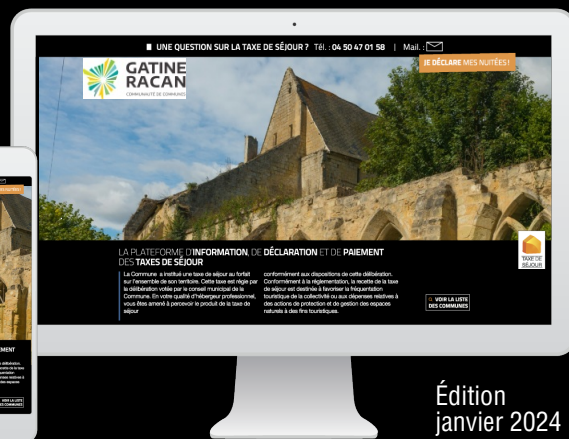 UNE QUESTION SUR LA TAXE DE SÉJOUR ? Tél. : 04 50 47 01 58 | Mail. :
JE DÉCLARE MES NUITÉES !
GATINE
RACAN
COMMUNAUTÉ DE COMMUNES
LA PLATEFORME D'INFORMATION, DE DÉCLARATION ET DE PAIEMENT
DES TAXES DE SÉJOUR
La Commune a institué une taxe de séjour au forfait
sur l'ensemble de son territoire. Cette taxe est régie par
la délibération votée par le conseil municipal de la
Commune. En votre qualité d'hébergeur professionnel,
vous êtes amené à percevoir le produit de la taxe de
séjour
conformément aux dispositions de cette délibération.
Conformément à la réglementation, la recette de la taxe
de séjour est destinée à favoriser la fréquentation
touristique de la collectivité ou aux dépenses relatives à
des actions de protection et de gestion des espaces
naturels à des fins touristiques.
TAXE DE
SÉJOUR
VOIR LA LISTE
DES COMMUNES
VOIR LA LISTE
DES COMMUNES
Édition
janvier 2024